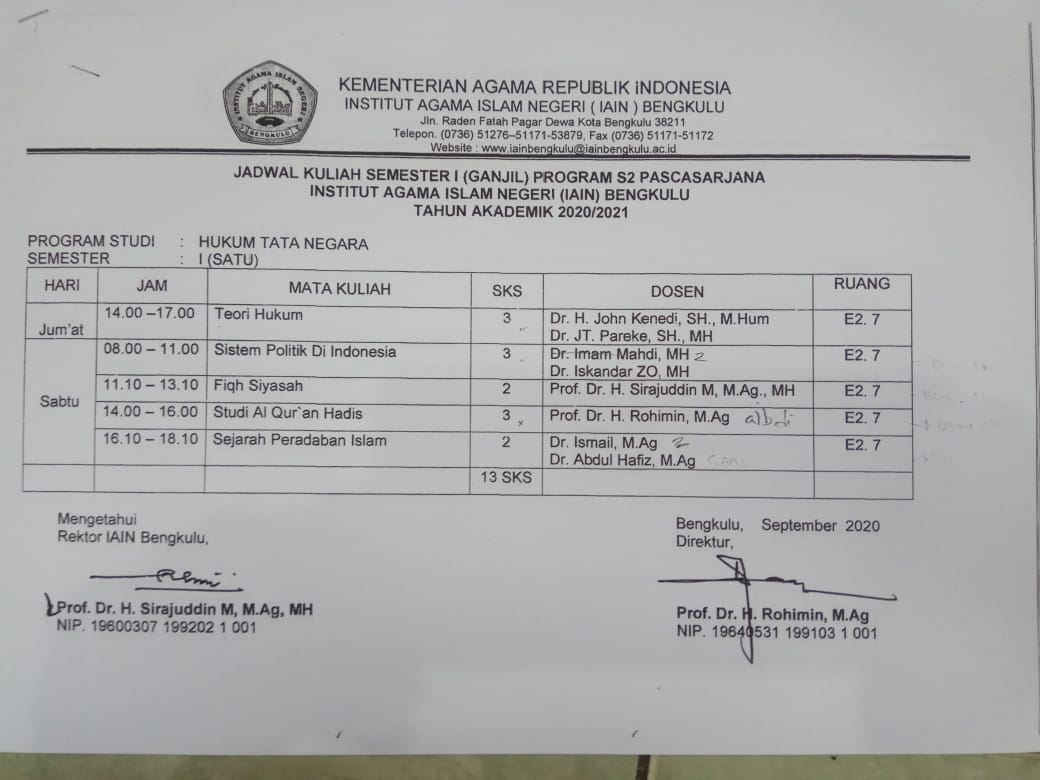 INSTITUT AGAMA ISLAM NEGERI
BENGKULU
KEMENTERIAN AGAMA REPUBLIK INDONESIA
INSTITUT AGAMA ISLAM NEGERI ( IAIN ) BENGKULU
Jln. Raden Fatah Pagar Dewa Kota Bengkulu 38211
Telepon. (0736) 51276–51171-53879, Fax (0736) 51171-51172
Website : www.iainbengkulu@iainbengkulu.ac.id
JADWAL KULIAH SEMESTER I (GANJIL) PROGRAM S2 PASCASARJANA
INSTITUT AGAMA ISLAM NEGERI (IAIN) BENGKULU
TAHUN AKADEMIK 2020/2021
PROGRAM STUDI : HUKUM TATA NEGARA
SEMESTER : I (SATU)
HARI JAM MATA KULIAH SKS DOSEN RUANG
Jum'at 14.00 –17.00 Teori Hukum 3 Dr. H. John Kenedi, SH., M.Hum E2. 7
Dr. JT. Pareke, SH., MH
Sabtu 08.00 – 11.00 Sistem Politik Di Indonesia 3 Dr. Imam Mahdi, MH 2 E2. 7
Dr. Iskandar ZO, MH
11.10 – 13.10 Fiqh Siyasah 2 Prof. Dr. H. Sirajuddin M, M.Ag., MH E2. 7
14.00 – 16.00 Studi Al Qur`an Hadis 3 Prof. Dr. H. Rohimin, M.Ag E2. 7
16.10 – 18.10 Sejarah Peradaban Islam 2 Dr. Ismail, M.Ag 2 E2. 7
Dr. Abdul Hafiz, M.Ag
13 SKS
Mengetahui
Rektor IAIN Bengkulu,
Prof. Dr. H. Sirajuddin M, M.Ag, MH
NIP. 19600307 199202 1 001
Bengkulu, September 2020
Direktur,
Prof. Dr. H. Rohimin, M.Ag
NIP. 19640531 199103 1 001